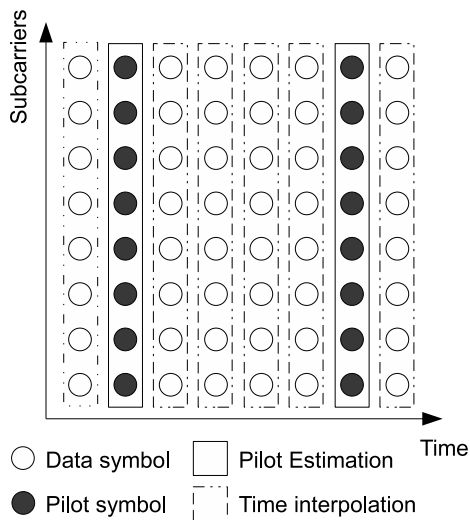 Subcarriers
Time
Data symbol
Pilot Estimation
Pilot symbol
Time interpolation